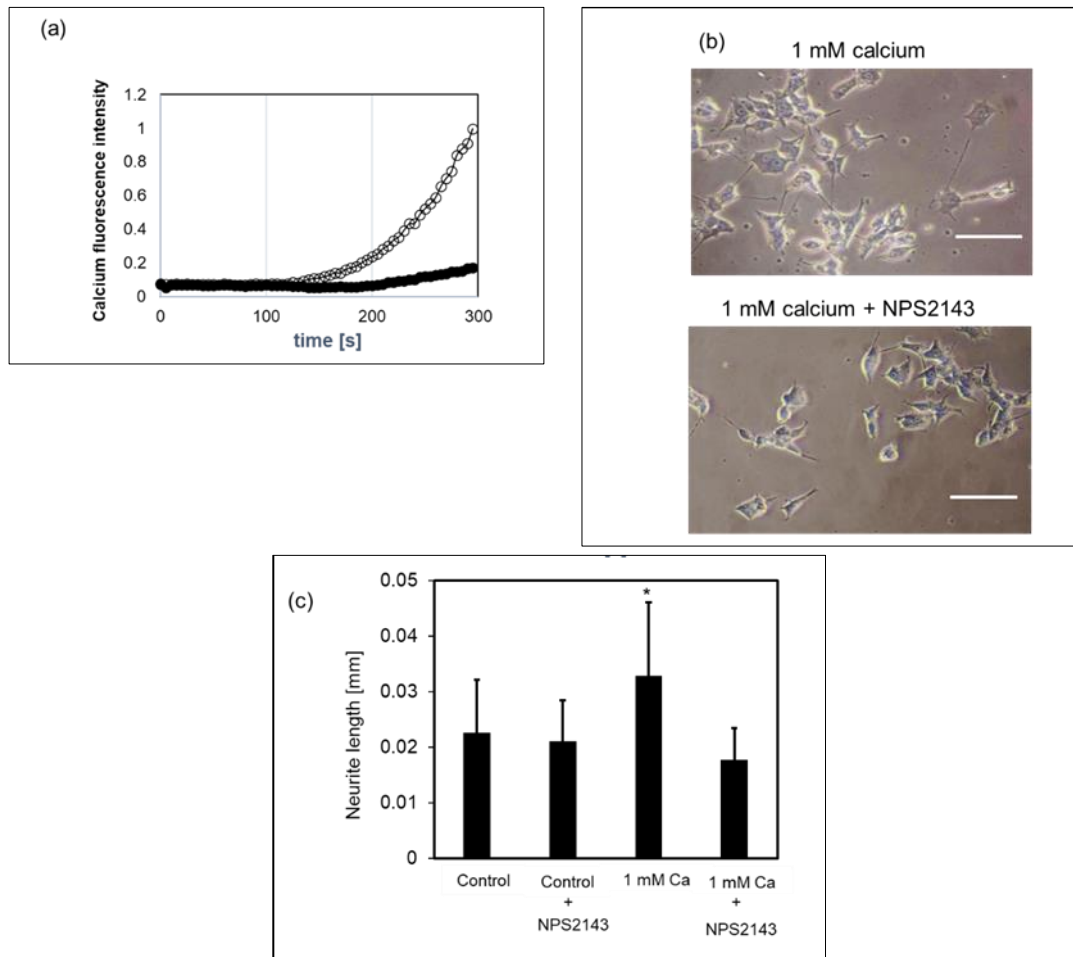 (a)
Calcium fluorescence intensity
1.2
1
0.8
0.6
0.4
0.2
0
0 100 200 300
time [s]
(b)
1 mM calcium
1 mM calcium + NPS2143
(c)
Neurite length [mm]
0.05
0.04
0.03
0.02
0.01
0
*
Control
Control
+
NPS2143
1 mM Ca
1 mM Ca
+
NPS2143